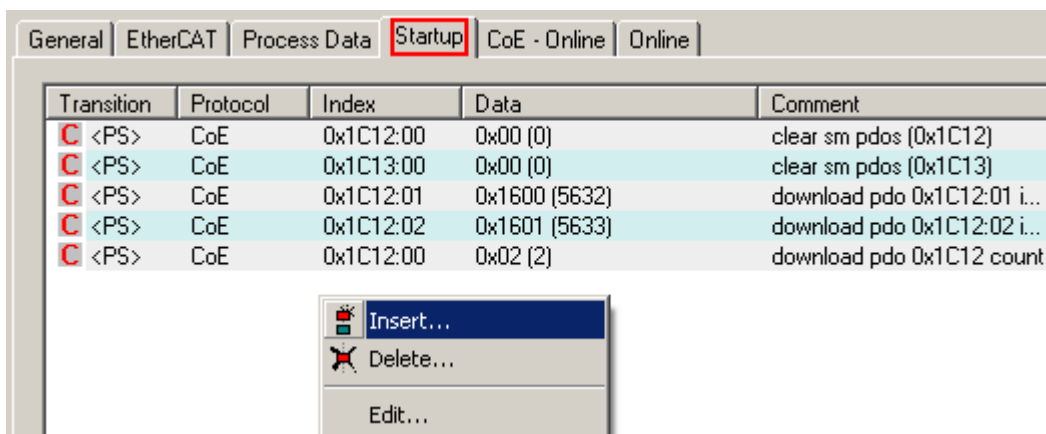 General EtherCAT Process Data Startup CoE - Online Online
Transition Protocol Index Data Comment
C <PS> CoE 0x1C12:00 0x00 (0) clear sm pdos (0x1C12)
C <PS> CoE 0x1C13:00 0x00 (0) clear sm pdos (0x1C13)
C <PS> CoE 0x1C12:01 0x1600 (5632) download pdo 0x1C12:01 i...
C <PS> CoE 0x1C12:02 0x1601 (5633) download pdo 0x1C12:02 i...
C <PS> CoE 0x1C12:00 0x02 (2) download pdo 0x1C12 count
Insert...
Delete...
Edit...